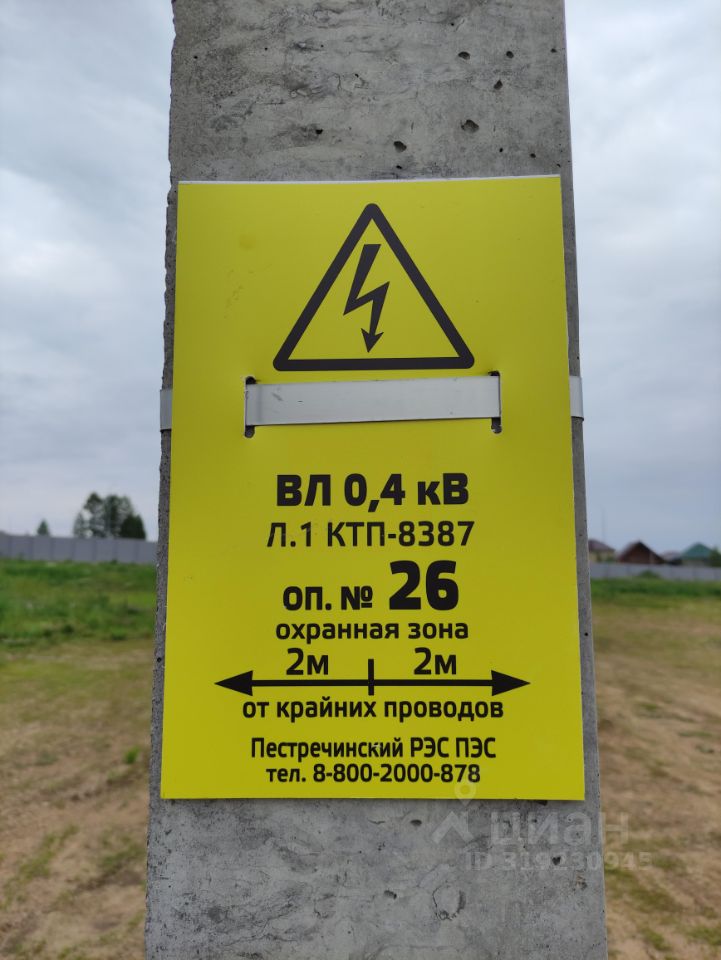 ВЛ 0,4 кВ
Л.1 КТП-8387
оп. № 26
охранная зона
2м 2м
от крайних проводов
Пестречинский РЭС ПЭС
тел. 8-800-2000-878
циан
ID 319230945